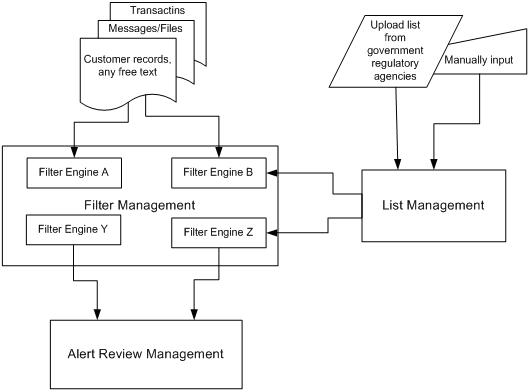 Transactins
Messages/Files
Customer records,
any free text
Upload list
from
government
regulatory
agencies
Manually input
Filter Engine A
Filter Engine B
Filter Management
List Management
Filter Engine Y
Filter Engine Z
Alert Review Management